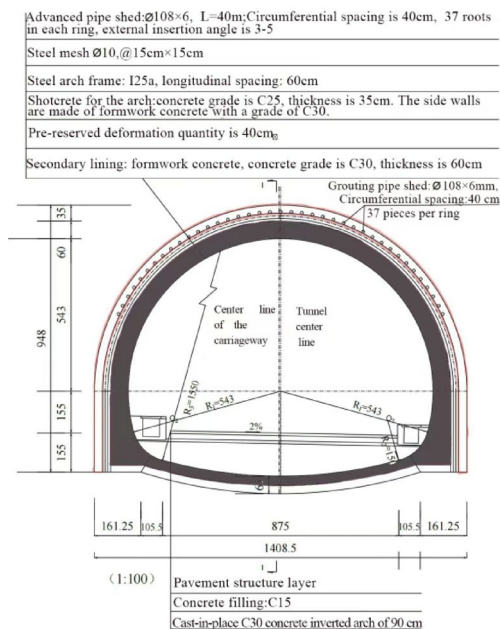 Advanced pipe shed:Ø108×6, L=40m;Circumferential spacing is 40cm, 37 roots
in each ring, external insertion angle is 3-5
Steel mesh Ø10,@15cm×15cm
Steel arch frame: I25a, longitudinal spacing: 60cm
Shotcrete for the arch:concrete grade is C25, thickness is 35cm. The side walls
are made of formwork concrete with a grade of C30.
Pre-reserved deformation quantity is 40cm。
Secondary lining: formwork concrete, concrete grade is C30, thickness is 60cm
Grouting pipe shed:Ø108×6mm,
Circumferential spacing:40 cm
37 pieces per ring
35
60
543
948
155
155
Center line
of the
carriageway
Tunnel
center
line
R₃=1550
R₁=543
R₁=543
2%
161.25
105.5
875
105.5
161.25
1408.5
(1:100)
Pavement structure layer
Concrete filling:C15
Cast-in-place C30 concrete inverted arch of 90 cm